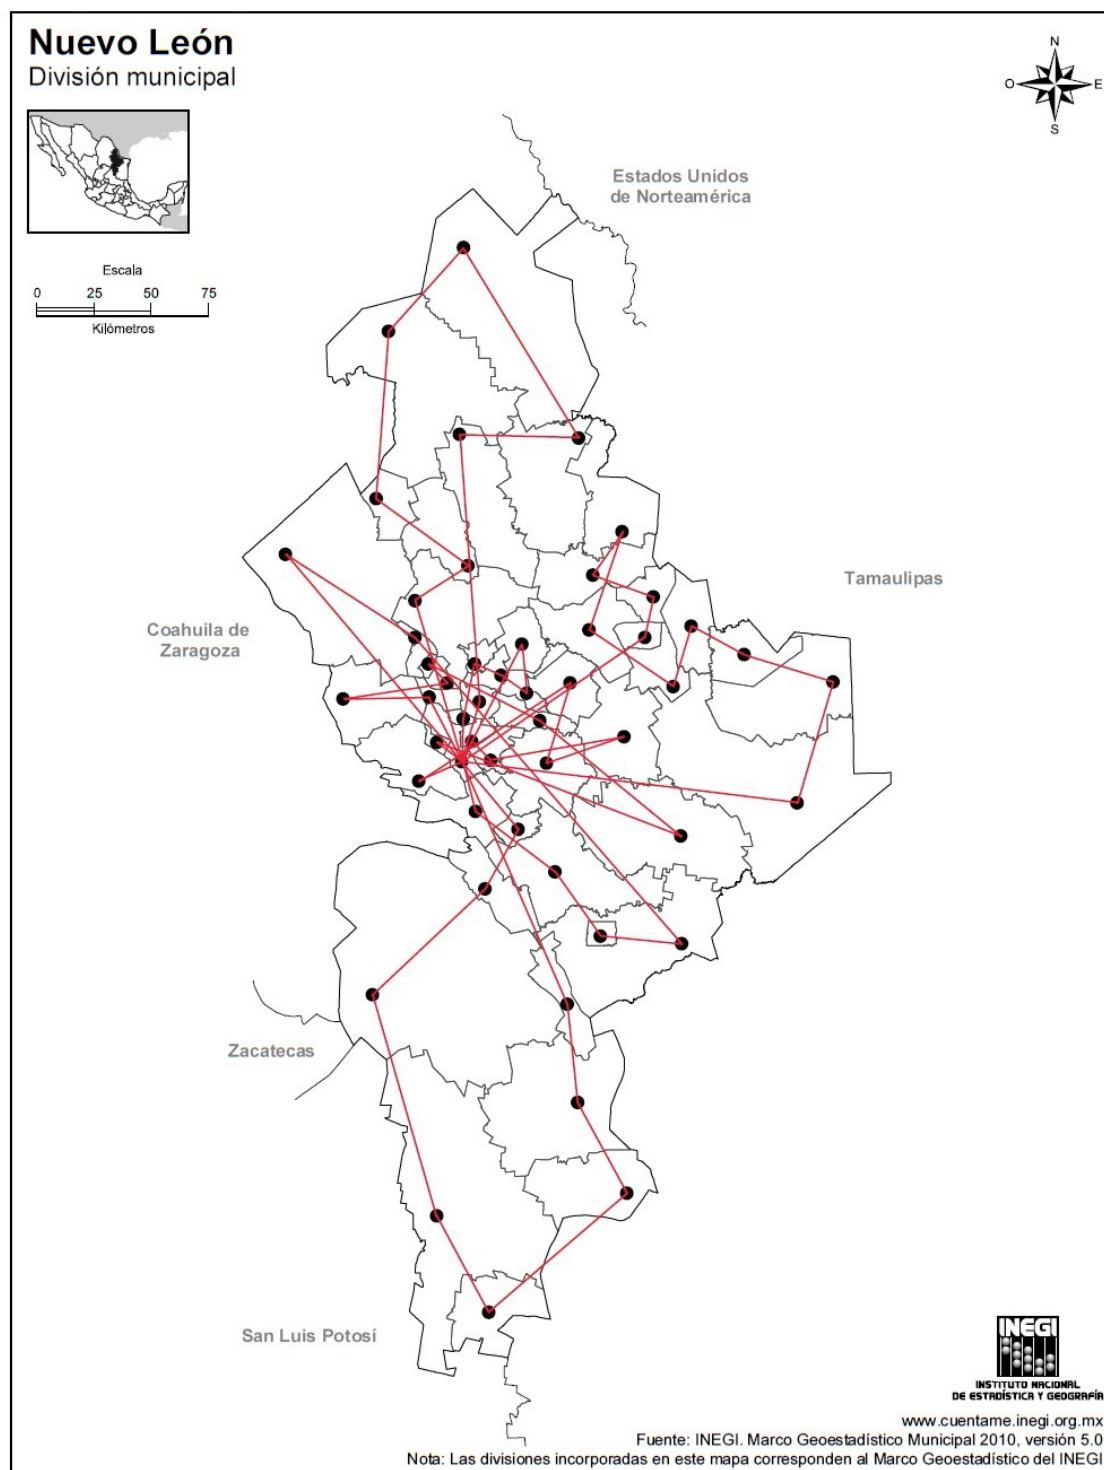 Nuevo León
División municipal
N
O
E
S
Estados Unidos
de Norteamérica
Escala
0 25 50 75
Kilómetros
Tamaulipas
Coahuila de
Zaragoza
Zacatecas
San Luis Potosí
INEGI
INSTITUTO NACIONAL
DE ESTADÍSTICA Y GEOGRAFÍA
www.cuentame.inegi.org.mx
Fuente: INEGI. Marco Geoestadístico Municipal 2010, versión 5.0
Nota: Las divisiones incorporadas en este mapa corresponden al Marco Geoestadístico del INEGI